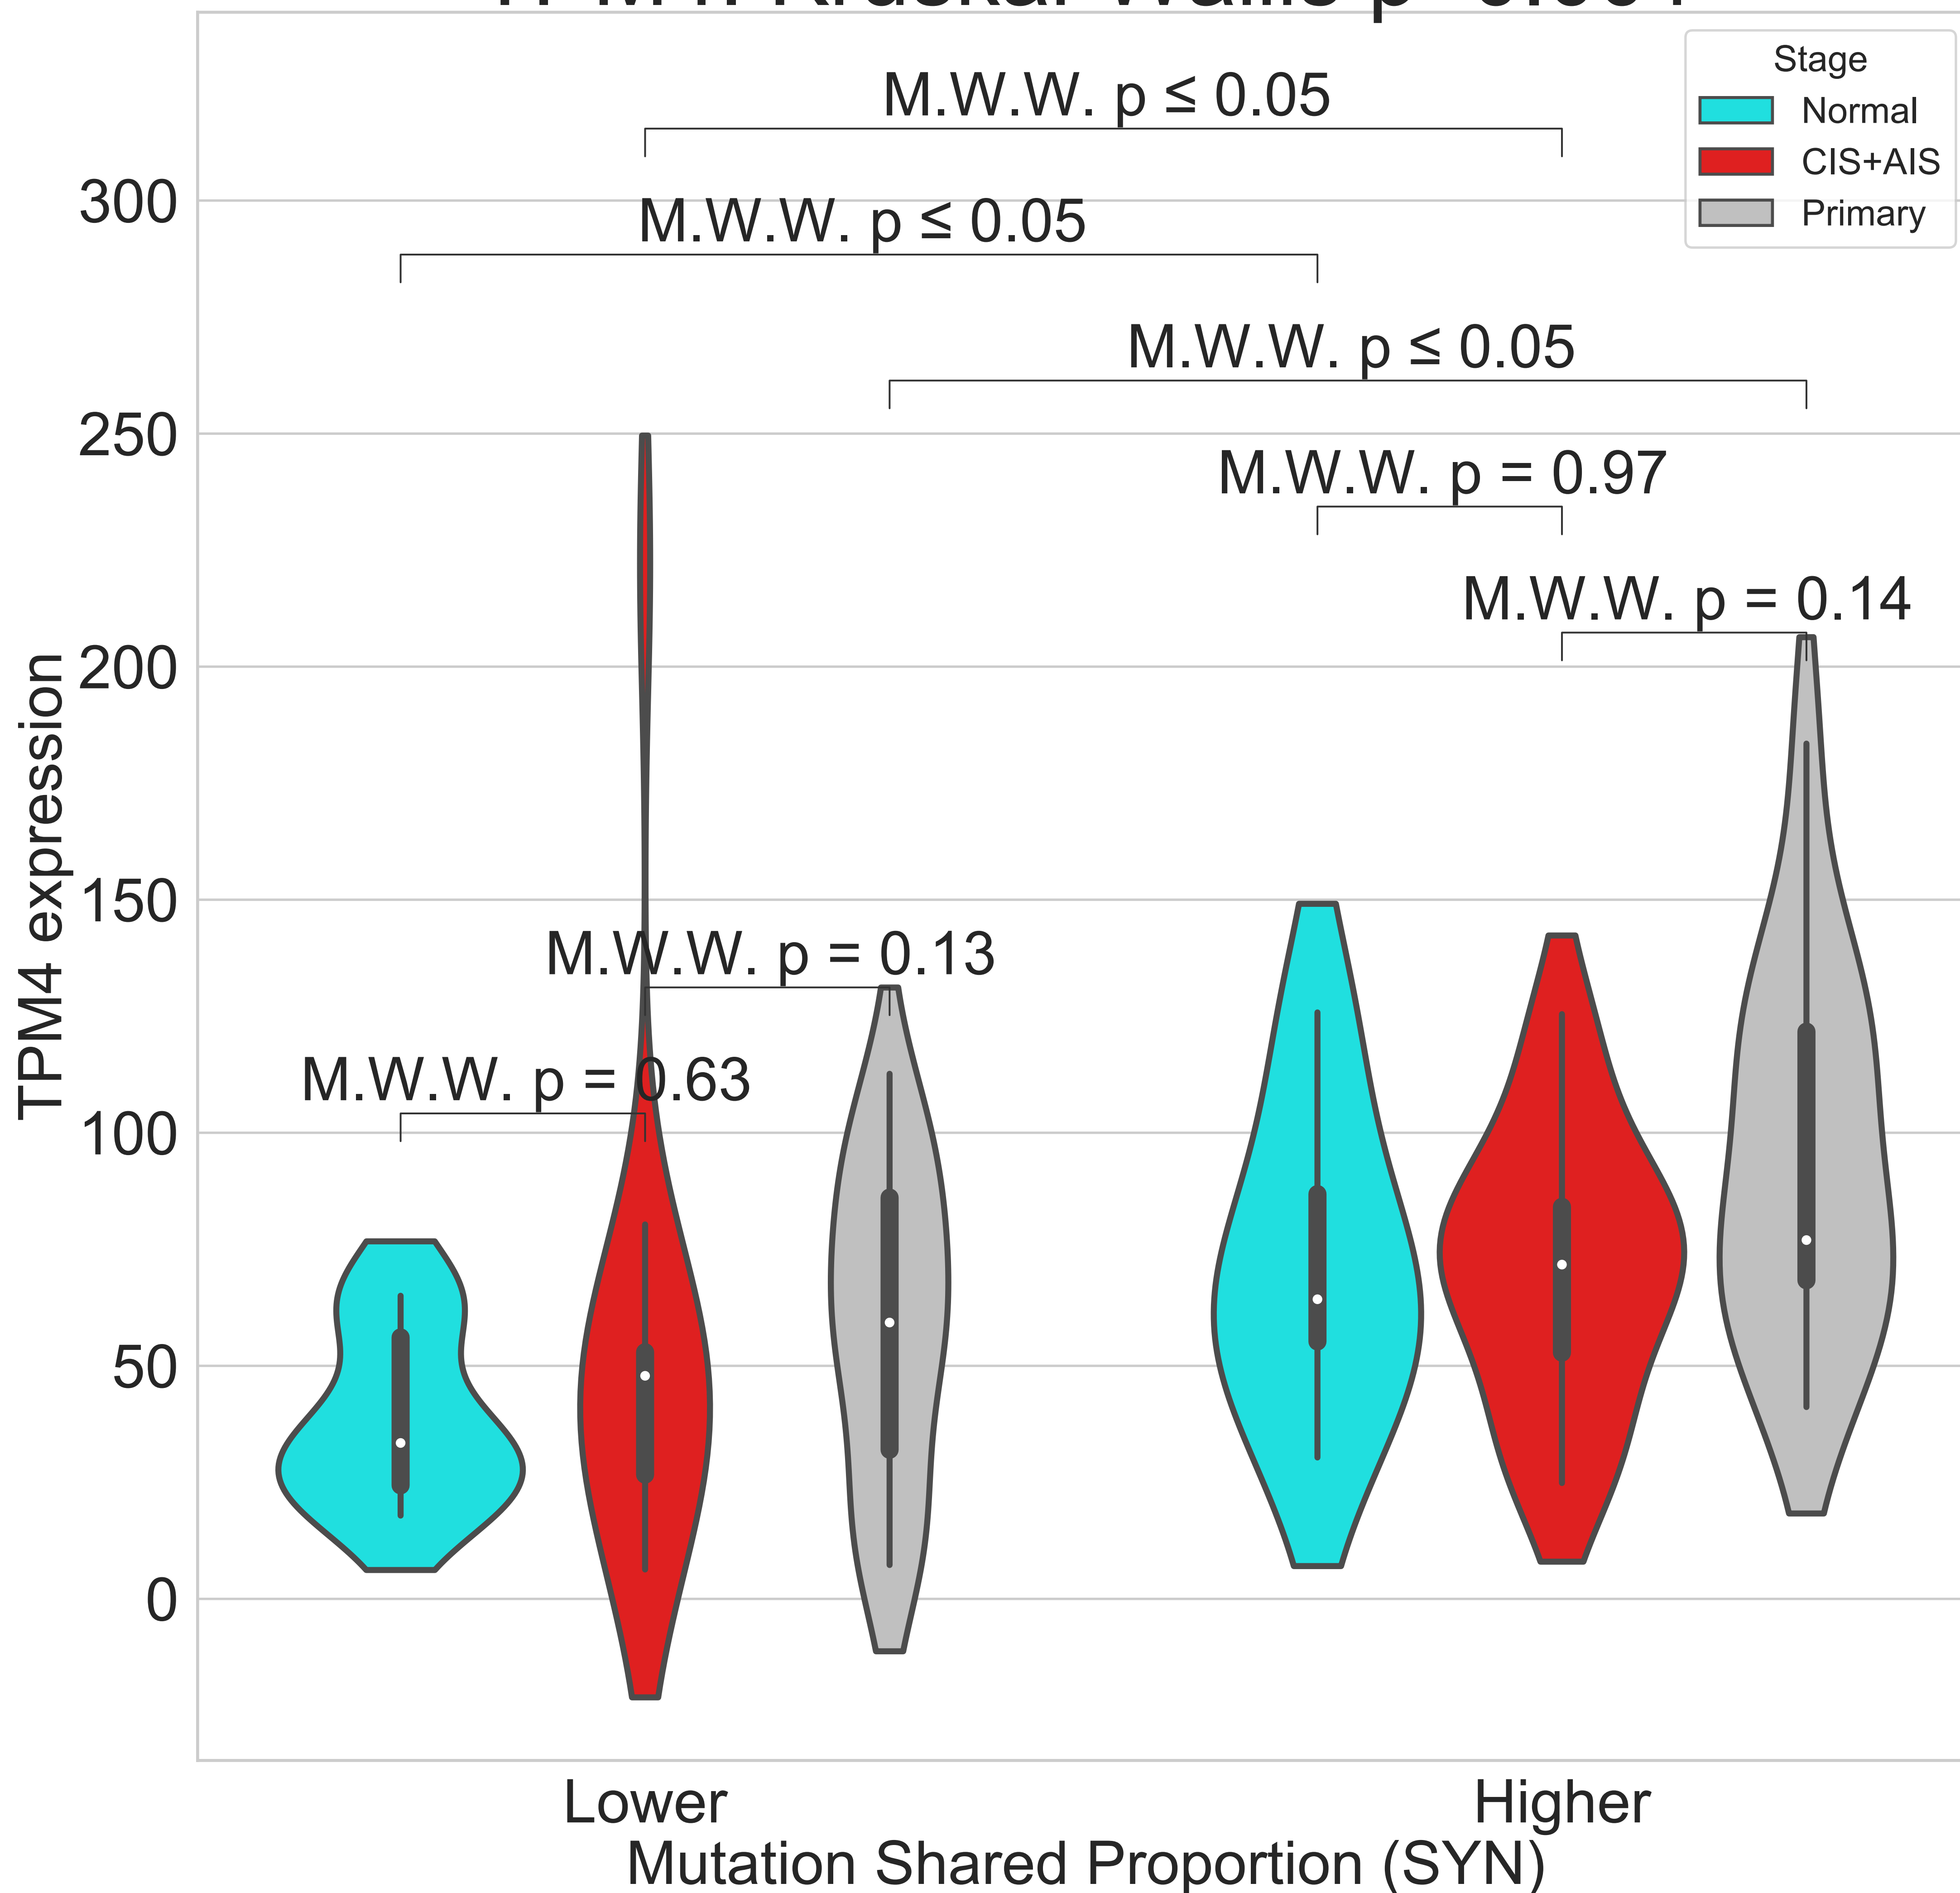 Stage
Normal
CIS+AIS
Primary
M.W.W. p ≤ 0.05
M.W.W. p ≤ 0.05
M.W.W. p ≤ 0.05
M.W.W. p = 0.97
M.W.W. p = 0.14
M.W.W. p = 0.13
M.W.W. p = 0.63
300
250
200
150
100
50
0
TPM4 expression
Lower
Higher
Mutation Shared Proportion (SYN)